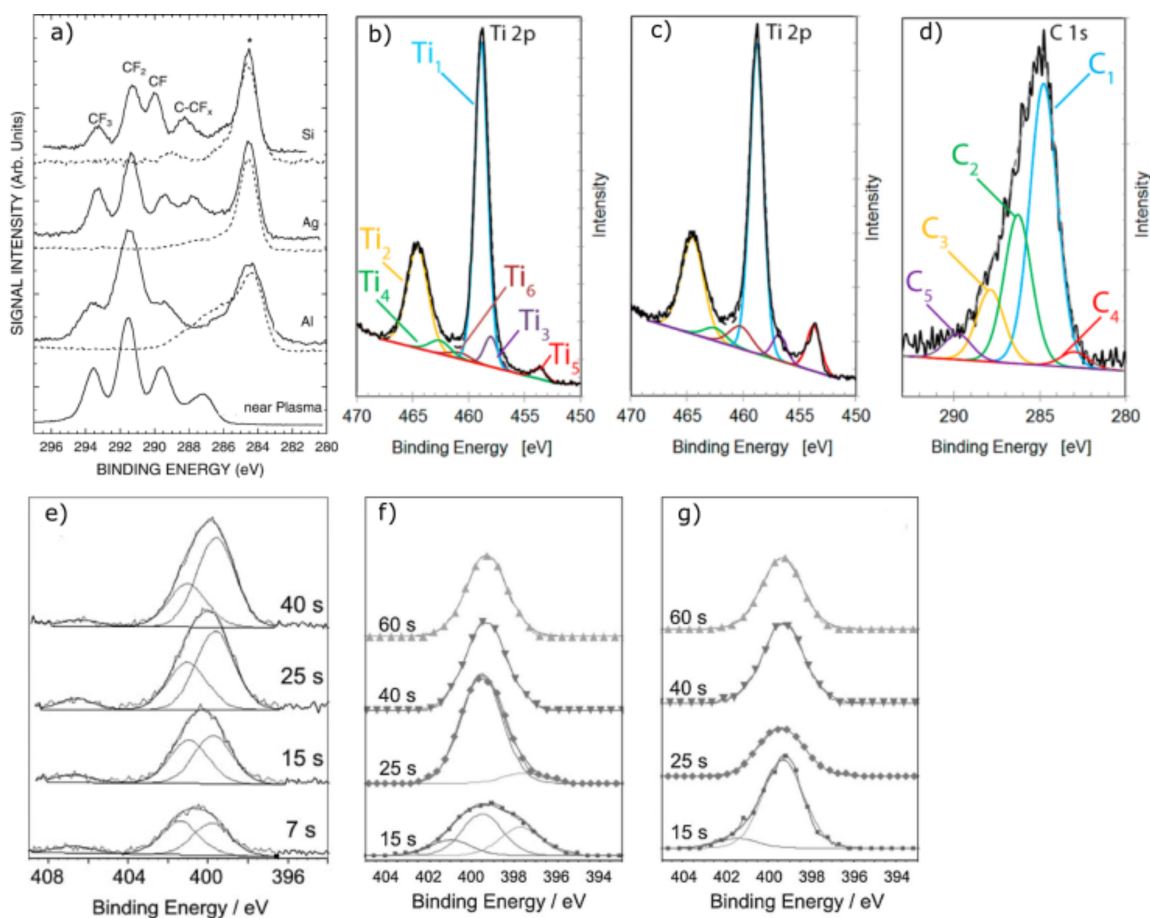 a)
*
CF2
CF
C-CFx
CF3
Si
Ag
Al
near Plasma
SIGNAL INTENSITY (Arb. Units)
296 294 292 290 288 286 284 282 280
BINDING ENERGY (eV)
b)
Ti 2p
Ti1
Ti2
Ti4
Ti6
Ti3
Ti5
Intensity
470 465 460 455 450
Binding Energy [eV]
c)
Ti 2p
Intensity
470 465 460 455 450
Binding Energy [eV]
d)
C 1s
C1
C2
C3
C5
C4
290 285 280
Binding Energy [eV]
e)
40 s
25 s
15 s
7 s
408 404 400 396
Binding Energy / eV
f)
60 s
40 s
25 s
15 s
404 402 400 398 396 394
Binding Energy / eV
g)
60 s
40 s
25 s
15 s
404 402 400 398 396 394
Binding Energy / eV